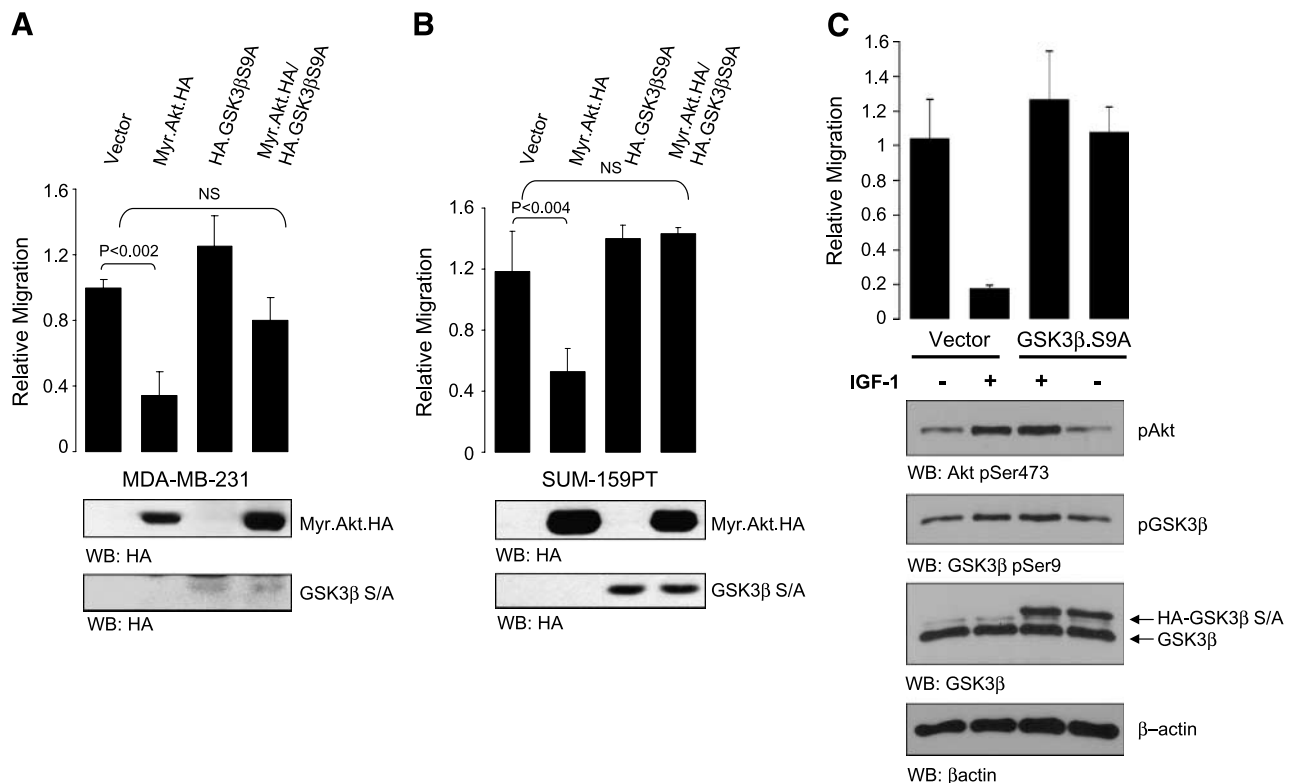 A
Vector
Myr.Akt.HA
HA.GSK3βS9A
Myr.Akt.HA/
HA.GSK3βS9A
NS
P<0.002
1.6
1.2
0.8
0.4
0
Relative Migration
MDA-MB-231
Myr.Akt.HA
WB: HA
GSK3β S/A
WB: HA
B
Vector
Myr.Akt.HA
HA.GSK3βS9A
Myr.Akt.HA/
HA.GSK3βS9A
NS
P<0.004
1.6
1.2
0.8
0.4
0
Relative Migration
SUM-159PT
Myr.Akt.HA
WB: HA
GSK3β S/A
WB: HA
C
1.6
1.4
1.2
1
0.8
0.6
0.4
0.2
0
Relative Migration
Vector GSK3β.S9A
IGF-1 - + + -
pAkt
WB: Akt pSer473
pGSK3β
WB: GSK3β pSer9
HA-GSK3β S/A
GSK3β
WB: GSK3β
β–actin
WB: βactin